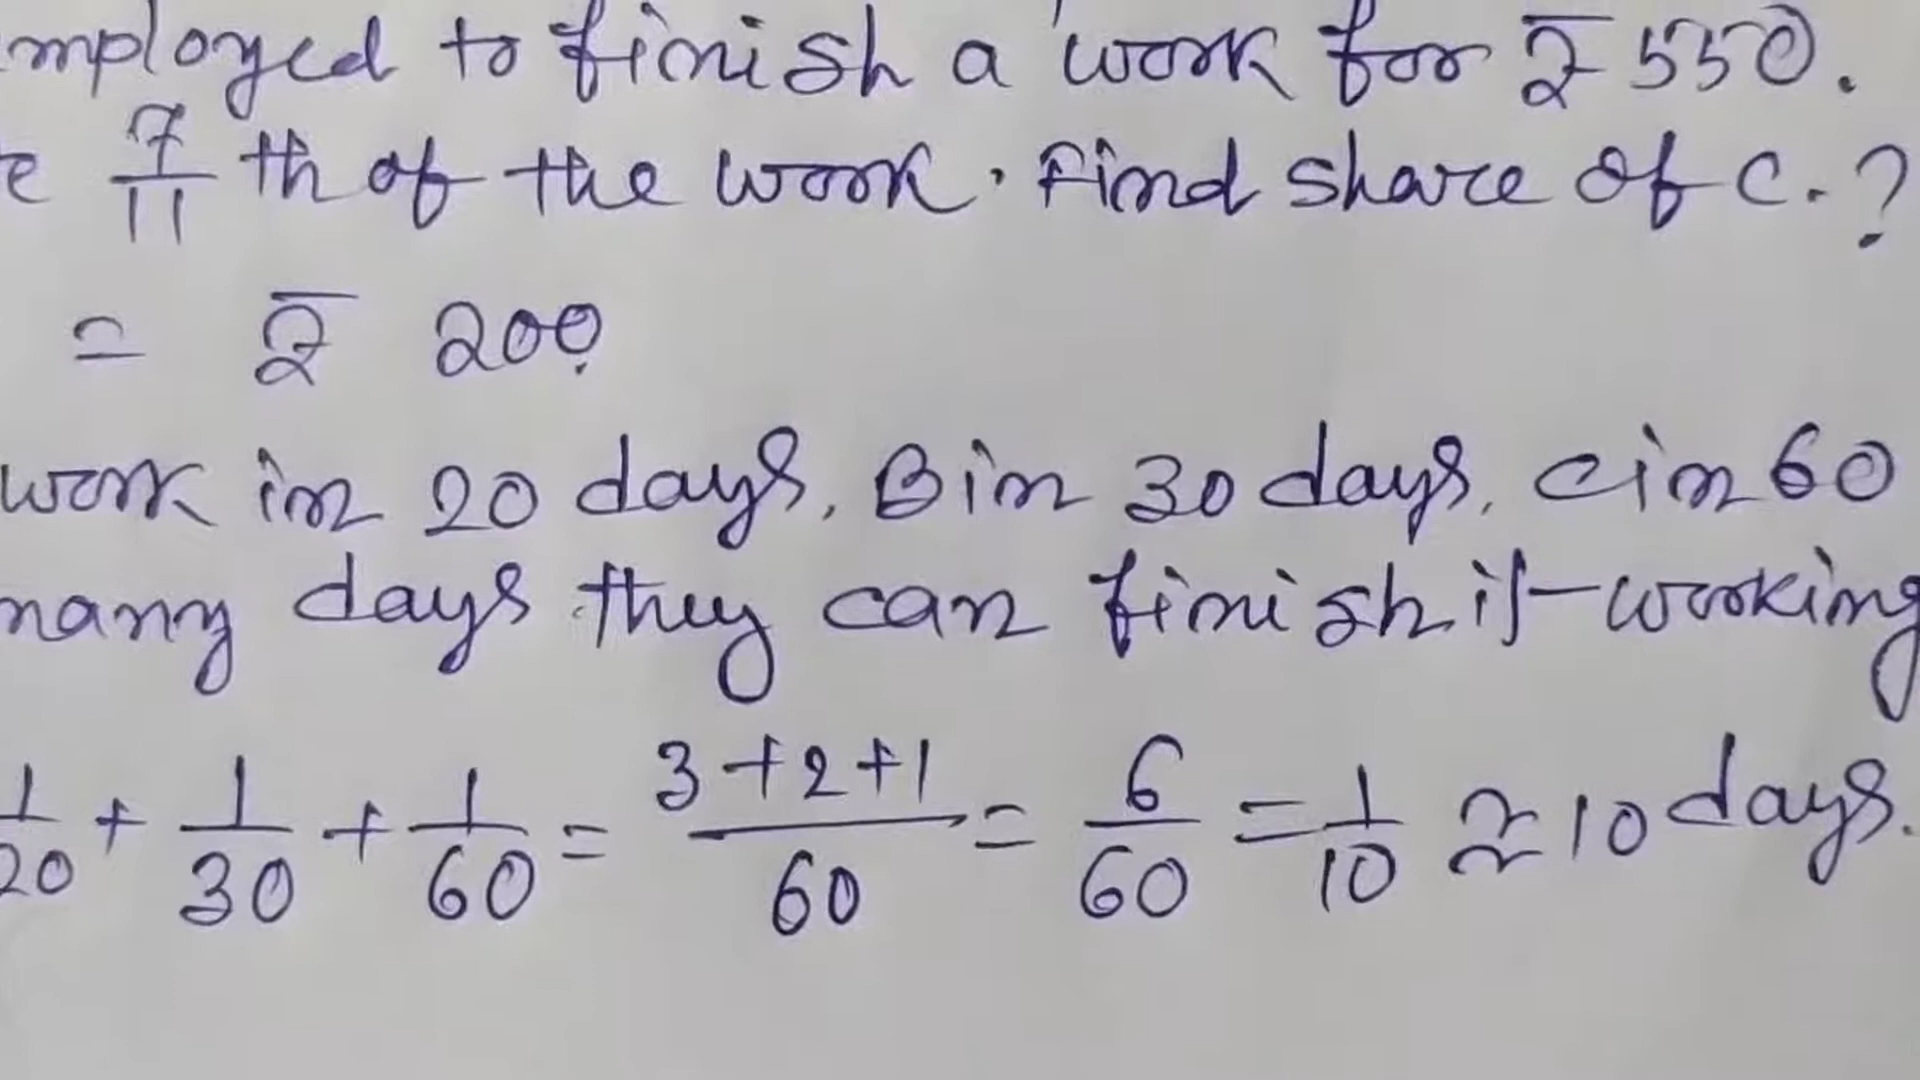 mployed to finish a work for ₹ 550.
e 7/11 th of the work. Find share of C.?
= ₹ 200.
work in 20 days, B in 30 days, C in 60
many days they can finish if working
1/20 + 1/30 + 1/60 = 3+2+1/60 = 6/60 = 1/10 ≈ 10 days.